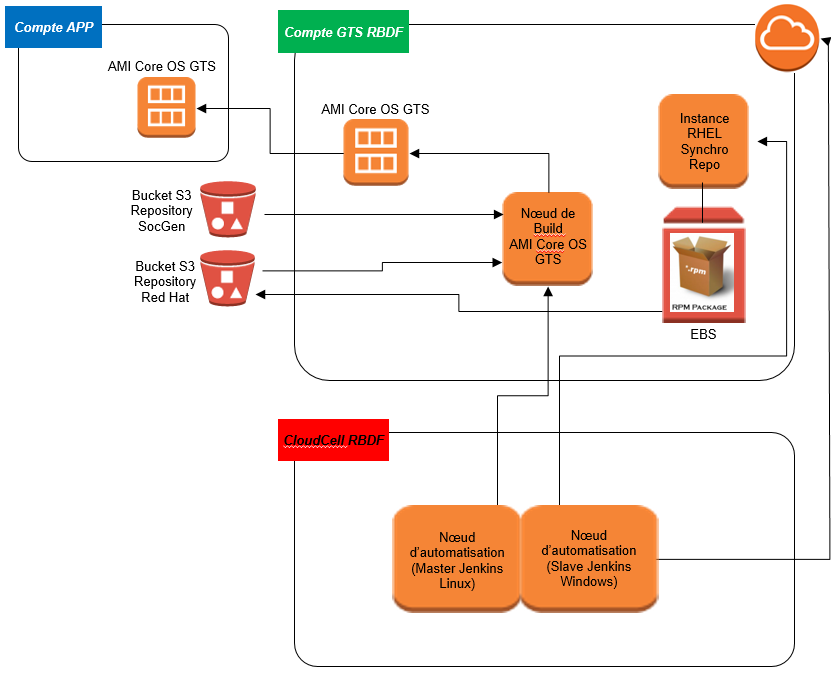 Compte APP
AMI Core OS GTS
Compte GTS RBDF
AMI Core OS GTS
Instance
RHEL
Synchro
Repo
Bucket S3
Repository
SocGen
Nœud de
Build
AMI Core OS
GTS
Bucket S3
Repository
Red Hat
*.rpm
RPM PACKAGE
EBS
CloudCell RBDF
Nœud
d'automatisation
(Master Jenkins
Linux)
Nœud
d'automatisation
(Slave Jenkins
Windows)